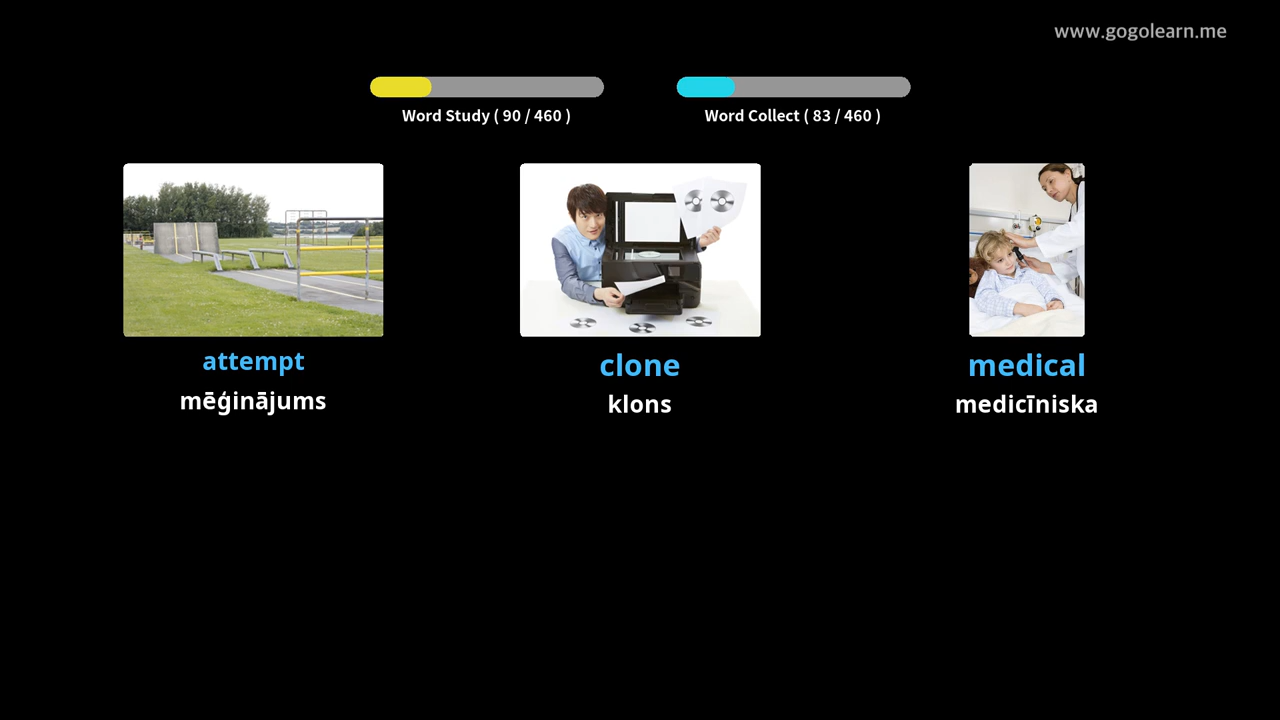 www.gogolearn.me
Word Study ( 90 / 460 )
Word Collect ( 83 / 460 )
attempt
mēģinājums
clone
klons
medical
medicīniska